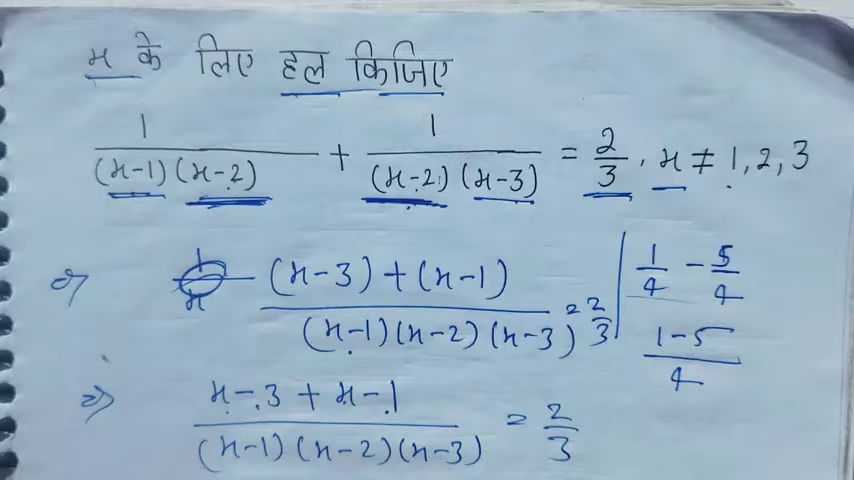 x के लिए हल किजिए
1/((x-1)(x-2)) + 1/((x-2)(x-3)) = 2/3 . x ≠ 1, 2, 3
⇒ ((x-3)+(x-1))/((x-1)(x-2)(x-3)) = 2/3
1/4 - 5/4
(1-5)/4
⇒ (x-3+x-1)/((x-1)(x-2)(x-3)) = 2/3